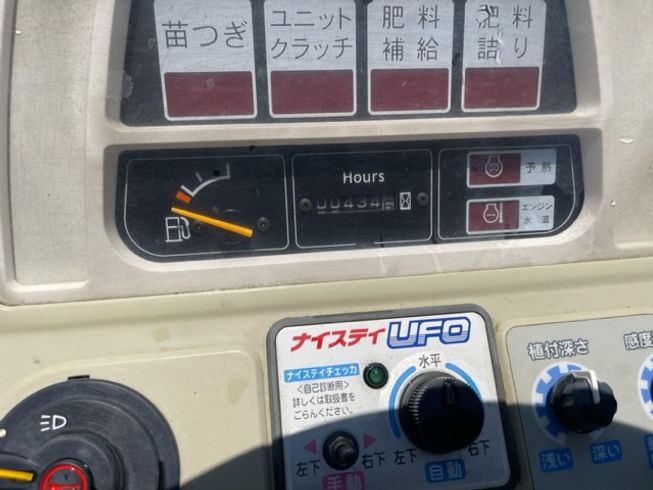 苗つぎ
ユニット
クラッチ
肥料
補給
肥料
詰り
Hours
00434
予熱
エンジン
水温
ナイスティ UFO
ナイスティチェッカ
<自己診断用>
詳しくは取扱書を
ごらんください。
水平
左下 右下
手動
左下 右下
自動
植付深さ
浅い 深い
感度